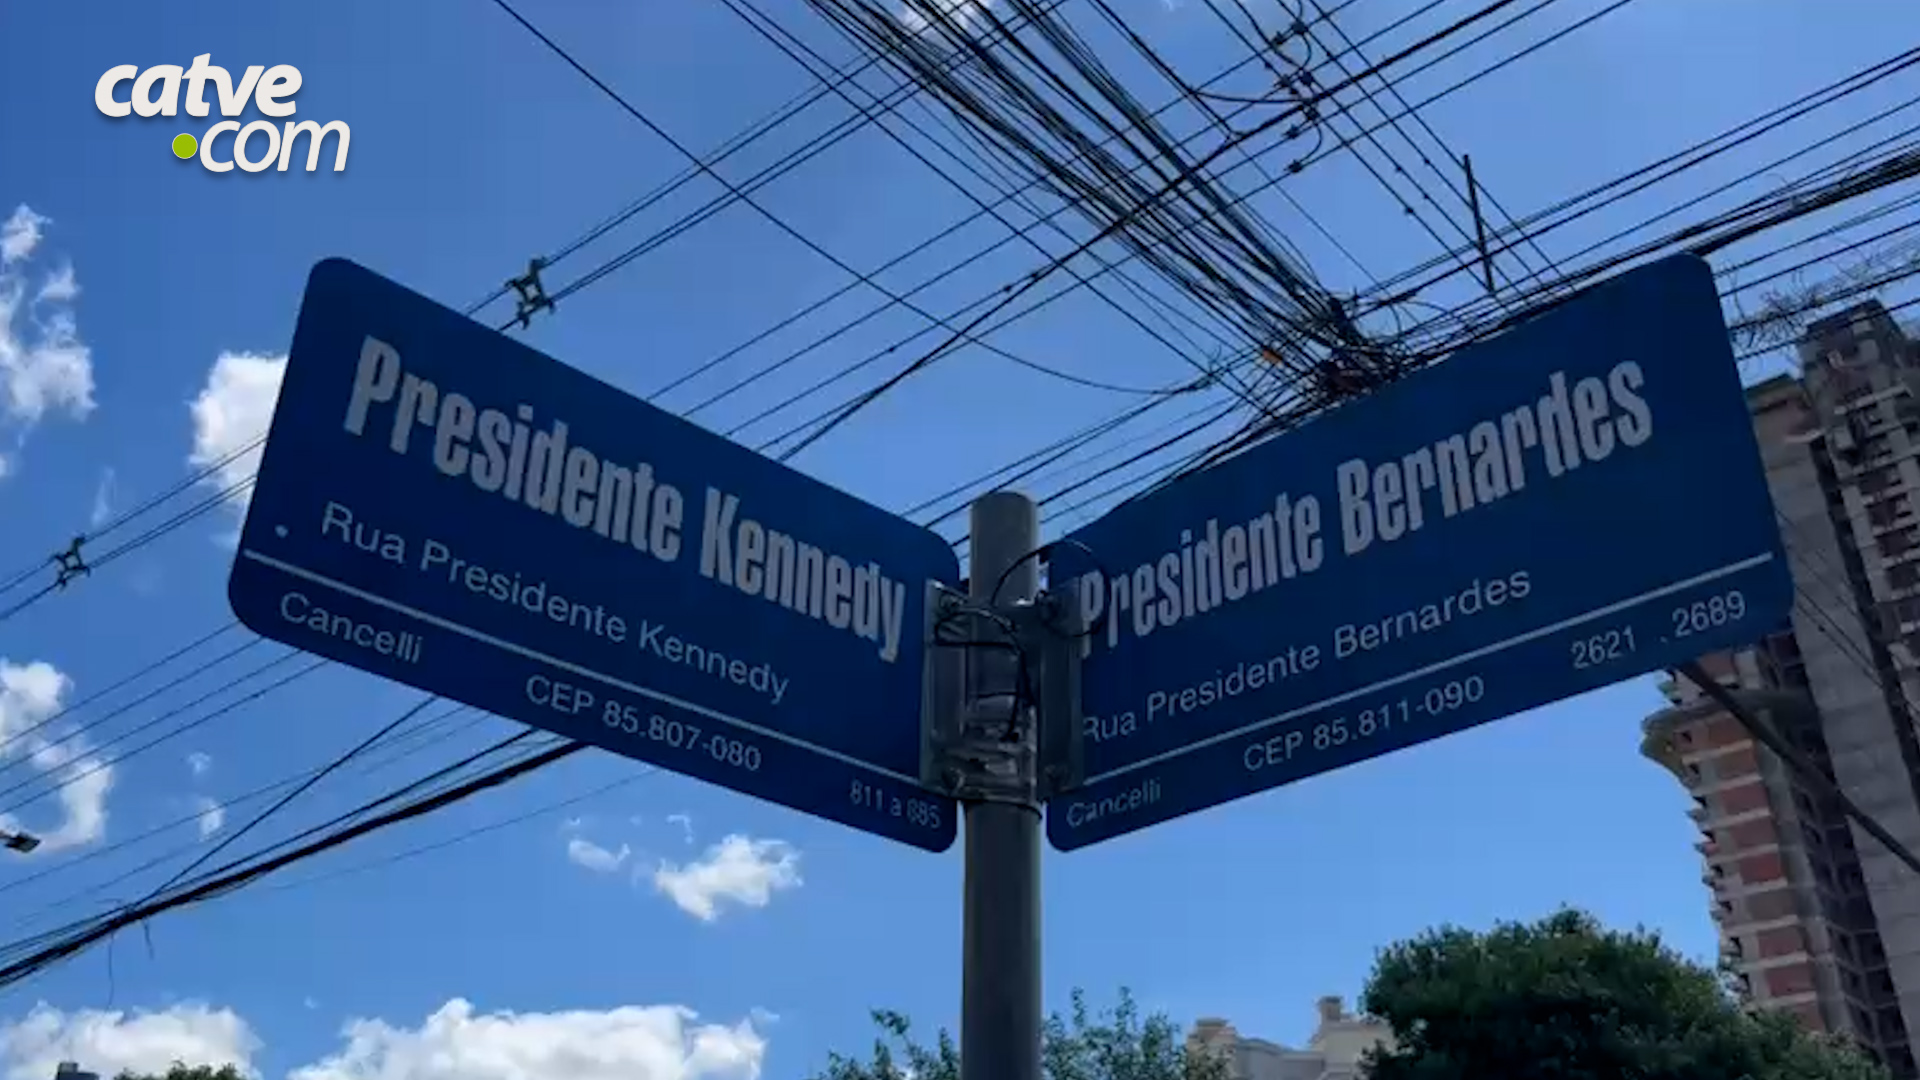 catve
.com
Presidente Kennedy
Rua Presidente Kennedy
Cancelli
CEP 85.807-080
811 a 885
Presidente Bernardes
Rua Presidente Bernardes
2621 . 2689
CEP 85.811-090
Cancelli